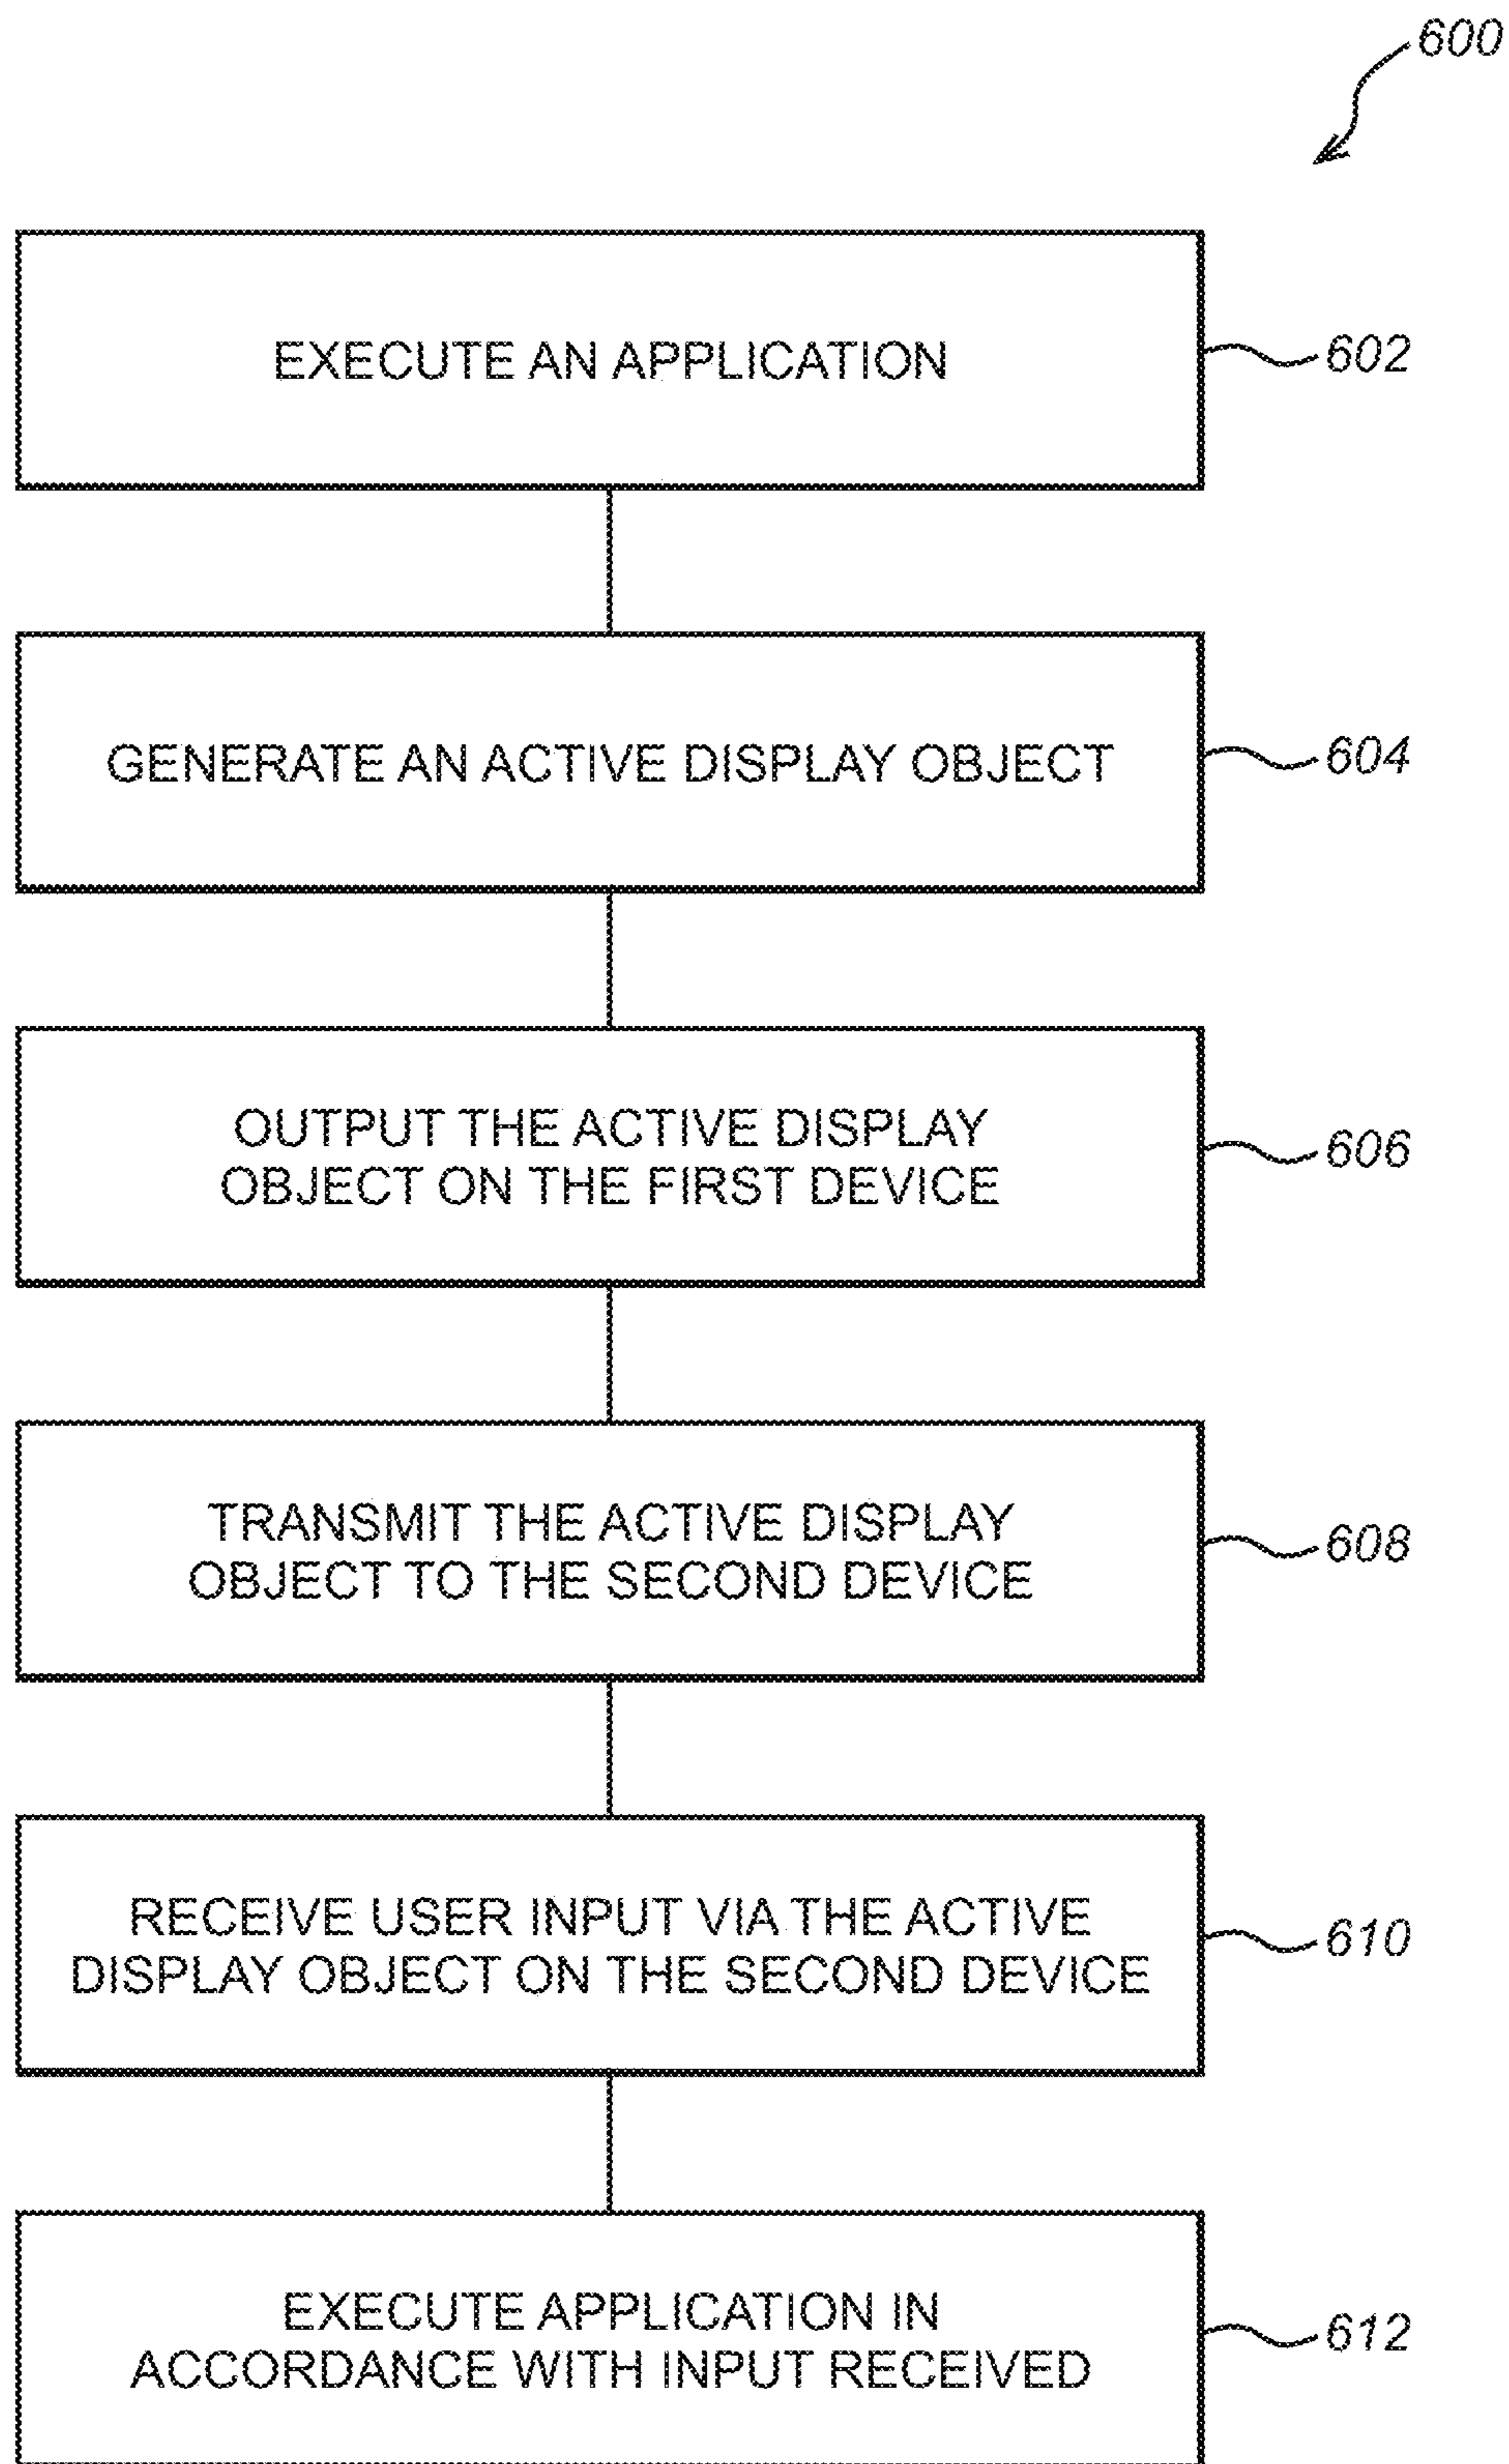 600
EXECUTE AN APPLICATION
602
GENERATE AN ACTIVE DISPLAY OBJECT
604
OUTPUT THE ACTIVE DISPLAY
OBJECT ON THE FIRST DEVICE
606
TRANSMIT THE ACTIVE DISPLAY
OBJECT TO THE SECOND DEVICE
608
RECEIVE USER INPUT VIA THE ACTIVE
DISPLAY OBJECT ON THE SECOND DEVICE
610
EXECUTE APPLICATION IN
ACCORDANCE WITH INPUT RECEIVED
612